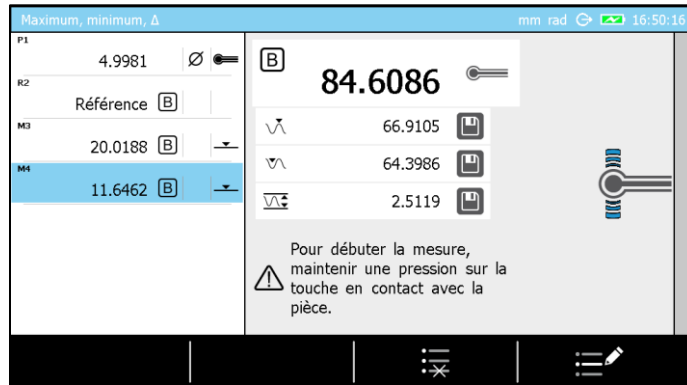 Maximum, minimum, Δ
mm rad 16:50:16
P1
4.9981 Ø
R2
Référence B
M3
20.0188 B
M4
11.6462 B
B
84.6086
66.9105
64.3986
2.5119
Pour débuter la mesure,
maintenir une pression sur la
touche en contact avec la
pièce.